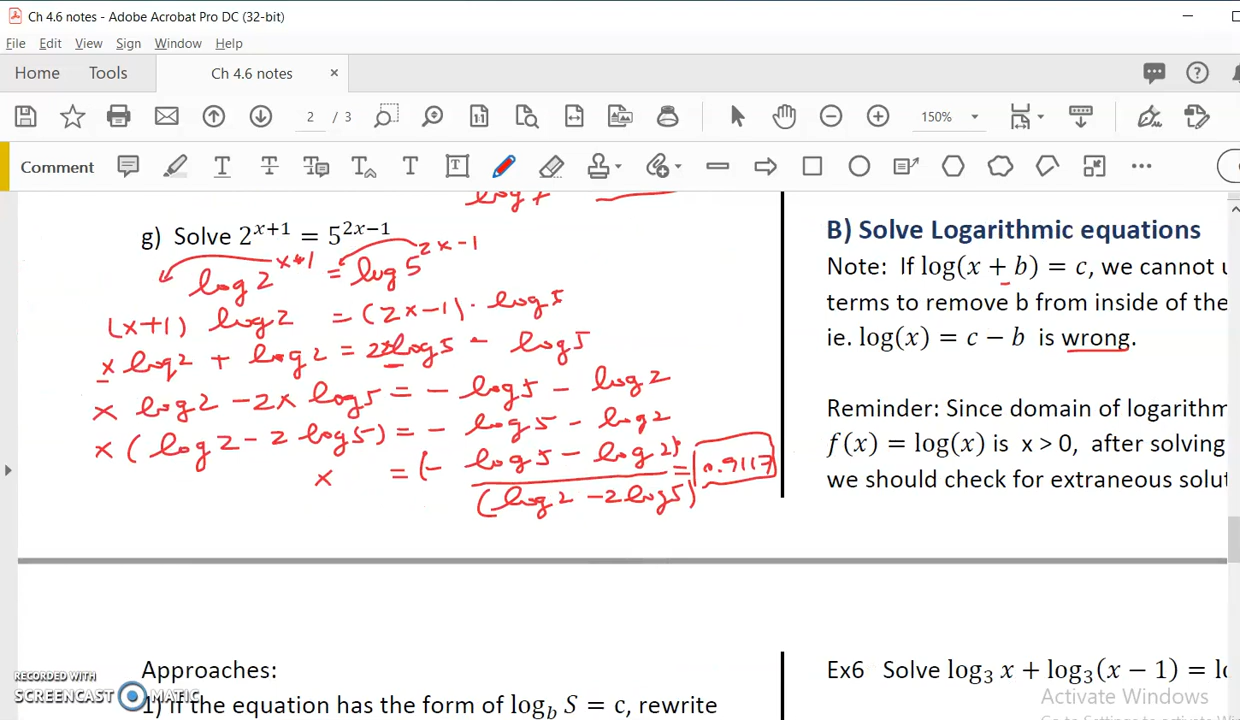 Ch 4.6 notes - Adobe Acrobat Pro DC (32-bit)
File Edit View Sign Window Help
Home Tools Ch 4.6 notes ×
2 / 3 150%
Comment
g) Solve 2^{x+1} = 5^{2x−1}
log 2^{x+1} = log 5^{2x−1}
(x+1) log 2 = (2x−1) · log 5
x log 2 + log 2 = 2x log 5 − log 5
x log 2 − 2x log 5 = − log 5 − log 2
x ( log 2 − 2 log 5) = − log 5 − log 2
x = (− log 5 − log 2) / (log 2 − 2 log 5) = 0.9117
B) Solve Logarithmic equations
Note: If log(x + b) = c, we cannot
terms to remove b from inside of the
ie. log(x) = c − b is wrong.
Reminder: Since domain of logarithm
f(x) = log(x) is x > 0, after solving
we should check for extraneous
Approaches:
1) If the equation has the form of log_b S = c, rewrite
Ex6 Solve log₃ x + log₃(x − 1) =
RECORDED WITH
SCREENCAST MATIC
Activate Windows